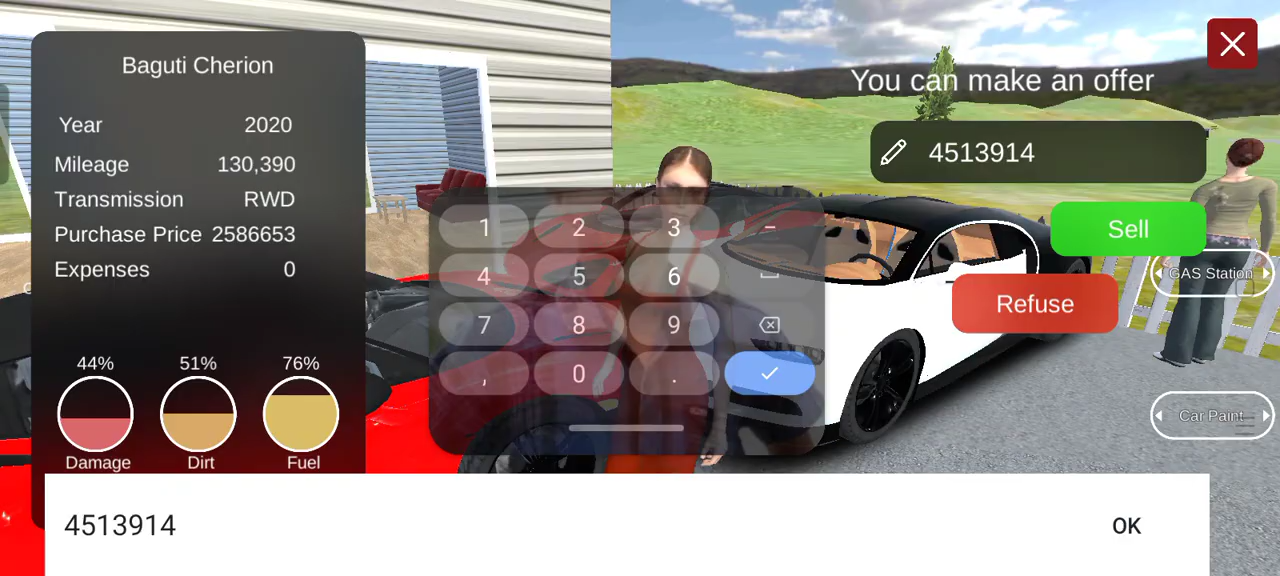 Baguti Cherion
Year 2020
Mileage 130,390
Transmission RWD
Purchase Price 2586653
Expenses 0
44% 51% 76%
Damage Dirt Fuel
You can make an offer
4513914
Sell
Refuse
GAS Station
Car Paint
1 2 3 -
4 5 6
7 8 9
, 0 .
4513914
OK